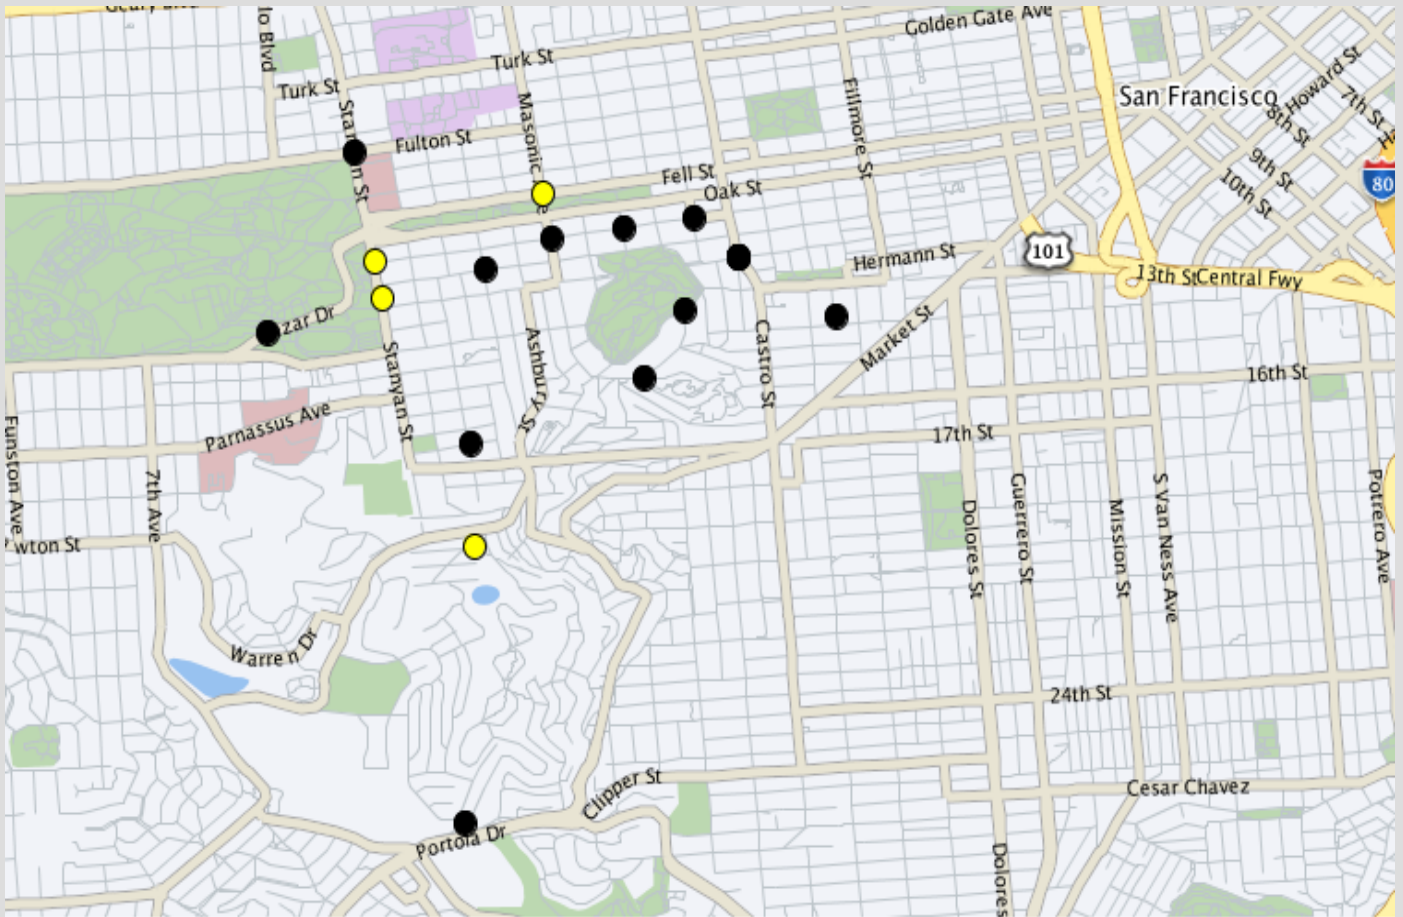 Golden Gate Ave
lo Blvd
Turk St
Turk St
San Francisco
Howard St
7th St
8th St
9th St
10th St
Masonic
Fillmore St
Fulton St
Fell St
Oak St
80
101
Hermann St
13th St
Central Fwy
zar Dr
Stanyan St
Ashbury St
Castro St
Market St
16th St
Parnassus Ave
17th St
Funston Ave
7th Ave
Dolores St
Guerrero St
Mission St
S Van Ness Ave
Potrero Ave
wton St
Warren Dr
24th St
Clipper St
Cesar Chavez
Portola Dr
Dolores